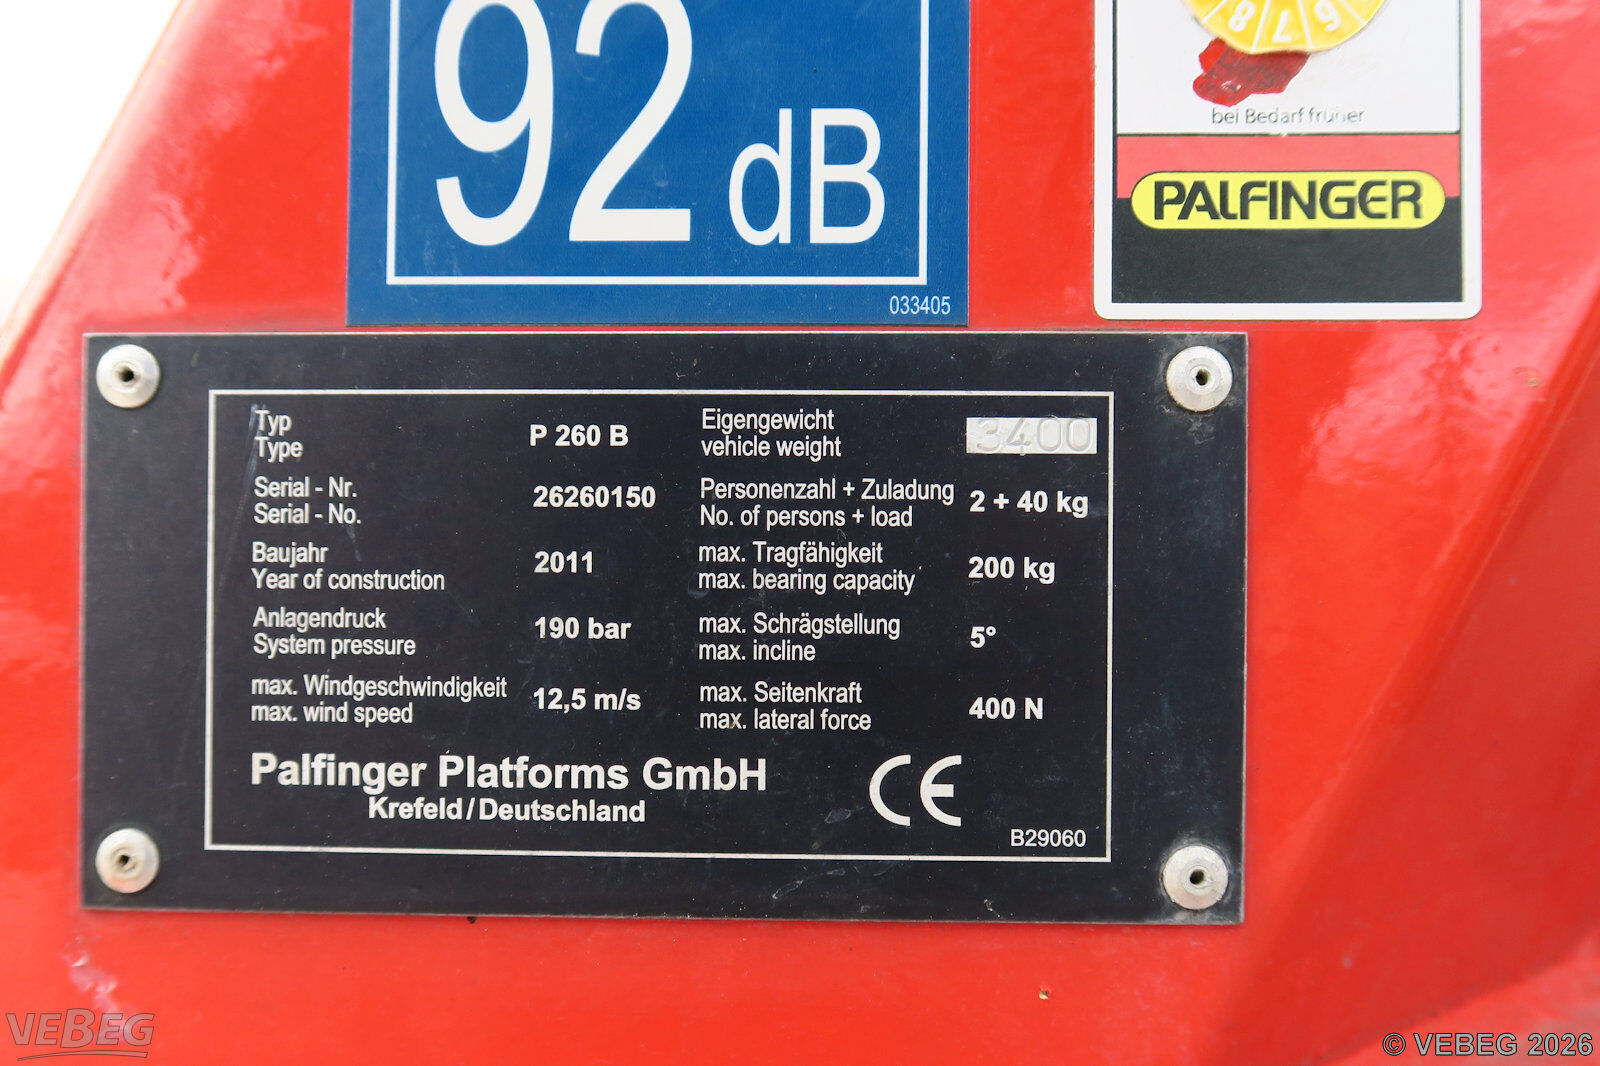 92 dB
033405
8 7 6
bei Bedarf früher
PALFINGER
Typ
Type
P 260 B
Serial - Nr.
Serial - No.
26260150
Baujahr
Year of construction
2011
Anlagendruck
System pressure
190 bar
max. Windgeschwindigkeit
max. wind speed
12,5 m/s
Eigengewicht
vehicle weight
3400
Personenzahl + Zuladung
No. of persons + load
2 + 40 kg
max. Tragfähigkeit
max. bearing capacity
200 kg
max. Schrägstellung
max. incline
5°
max. Seitenkraft
max. lateral force
400 N
Palfinger Platforms GmbH
Krefeld/Deutschland
CE
B29060
VEBEG
© VEBEG 2026